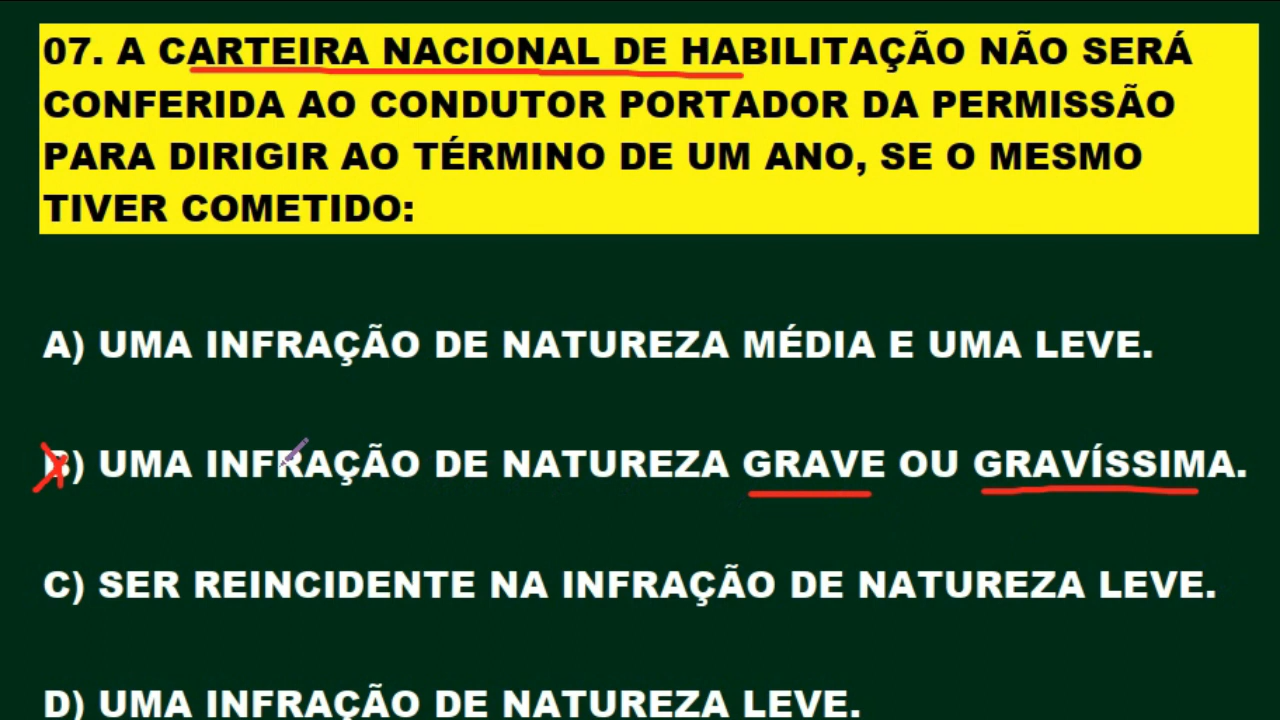 07. A CARTEIRA NACIONAL DE HABILITAÇÃO NÃO SERÁ
CONFERIDA AO CONDUTOR PORTADOR DA PERMISSÃO
PARA DIRIGIR AO TÉRMINO DE UM ANO, SE O MESMO
TIVER COMETIDO:
A) UMA INFRAÇÃO DE NATUREZA MÉDIA E UMA LEVE.
B) UMA INFRAÇÃO DE NATUREZA GRAVE OU GRAVÍSSIMA.
C) SER REINCIDENTE NA INFRAÇÃO DE NATUREZA LEVE.
D) UMA INFRAÇÃO DE NATUREZA LEVE.